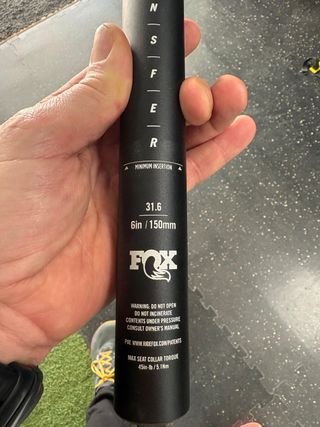 N
S
F
E
R
MINIMUM INSERTION
31.6
6in / 150mm
FOX
WARNING: DO NOT OPEN
DO NOT INCINERATE
CONTENTS UNDER PRESSURE
CONSULT OWNER'S MANUAL
PSE WWW.RIDEFOX.COM/PATENTS
MAX SEAT COLLAR TORQUE
45in-lb / 5.1Nm